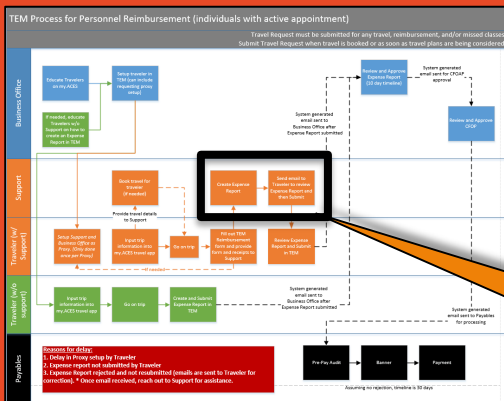 TEM Process for Personnel Reimbursement (individuals with active appointment)
Travel Request must be submitted for any travel, reimbursement, and/or missed classes
Submit Travel Request when travel is booked or as soon as travel plans are being considered
Business Office
Educate Travelers
on my.ACES
Setup traveler in
TEM (can include
requesting proxy
setup)
If needed, educate
Travelers w/o
Support on how to
create an Expense
Report in TEM
Review and Approve
Expense Report
(10 day timeline)
System generated
email sent for CFOAP
approval
Review and Approve
CFOP
System generated
email sent to
Business Office after
Expense Report submitted
Support
Book travel for
traveler
(if needed)
Provide travel details
to Support
Create Expense
Report
Send email to
Traveler to review
Expense Report and
then Submit
Traveler (w/
Support)
Setup Support and
Business Office as
Proxy. (Only done
once per Proxy)
Input trip
information into
my.ACES travel app
Go on trip
Fill out TEM
Reimbursement
form and provide
form and receipts to
Support
Review Expense
Report and Submit
in TEM
If needed
Traveler (w/o
support)
Input trip
information into
my.ACES travel app
Go on trip
Create and Submit
Expense Report in
TEM
System generated
email sent to
Business Office after
Expense Report submitted
System generated
email sent to Payables
for processing
Payables
Reasons for delay:
1. Delay in Proxy setup by Traveler
2. Expense report not submitted by Traveler
3. Expense Report rejected and not resubmitted (emails are sent to Traveler for
correction). * Once email received, reach out to Support for assistance.
Pre-Pay Audit
Banner
Payment
Assuming no rejection, timeline is 30 days